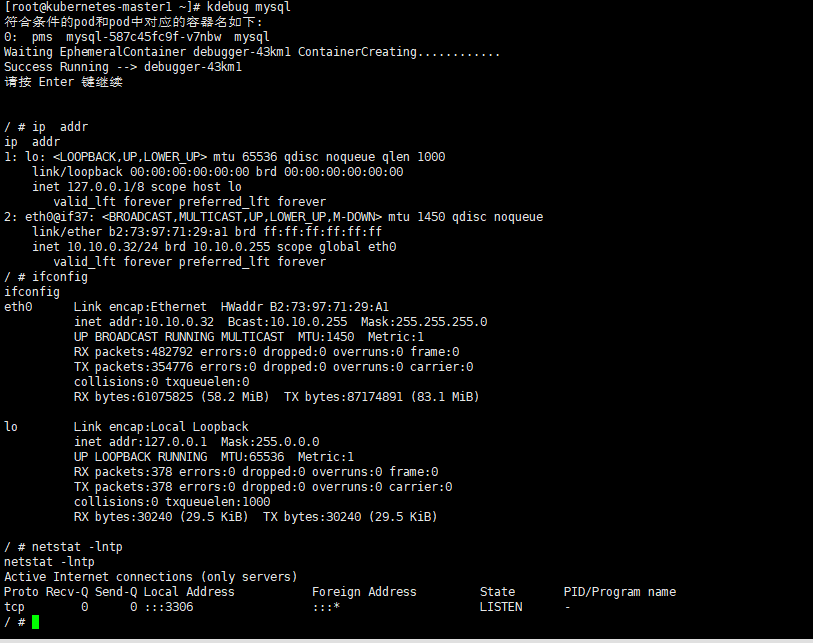 [root@kubernetes-master1 ~]# kdebug mysql
符合条件的pod和pod中对应的容器名如下:
0:  pms  mysql-587c45fc9f-v7nbw  mysql
Waiting EphemeralContainer debugger-43km1 ContainerCreating............
Success Running --> debugger-43km1
请按 Enter 键继续
/ # ip  addr
ip  addr
1: lo: <LOOPBACK,UP,LOWER_UP> mtu 65536 qdisc noqueue qlen 1000
    link/loopback 00:00:00:00:00:00 brd 00:00:00:00:00:00
    inet 127.0.0.1/8 scope host lo
       valid_lft forever preferred_lft forever
2: eth0@if37: <BROADCAST,MULTICAST,UP,LOWER_UP,M-DOWN> mtu 1450 qdisc noqueue
    link/ether b2:73:97:71:29:a1 brd ff:ff:ff:ff:ff:ff
    inet 10.10.0.32/24 brd 10.10.0.255 scope global eth0
       valid_lft forever preferred_lft forever
/ # ifconfig
ifconfig
eth0      Link encap:Ethernet  HWaddr B2:73:97:71:29:A1
          inet addr:10.10.0.32  Bcast:10.10.0.255  Mask:255.255.255.0
          UP BROADCAST RUNNING MULTICAST  MTU:1450  Metric:1
          RX packets:482792 errors:0 dropped:0 overruns:0 frame:0
          TX packets:354776 errors:0 dropped:0 overruns:0 carrier:0
          collisions:0 txqueuelen:0
          RX bytes:61075825 (58.2 MiB)  TX bytes:87174891 (83.1 MiB)
lo        Link encap:Local Loopback
          inet addr:127.0.0.1  Mask:255.0.0.0
          UP LOOPBACK RUNNING  MTU:65536  Metric:1
          RX packets:378 errors:0 dropped:0 overruns:0 frame:0
          TX packets:378 errors:0 dropped:0 overruns:0 carrier:0
          collisions:0 txqueuelen:1000
          RX bytes:30240 (29.5 KiB)  TX bytes:30240 (29.5 KiB)
/ # netstat -lntp
netstat -lntp
Active Internet connections (only servers)
Proto Recv-Q Send-Q Local Address           Foreign Address         State       PID/Program name
tcp        0      0 :::3306                 :::*                    LISTEN      -
/ #